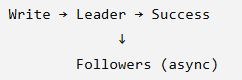 Write → Leader → Success
↓
Followers (async)